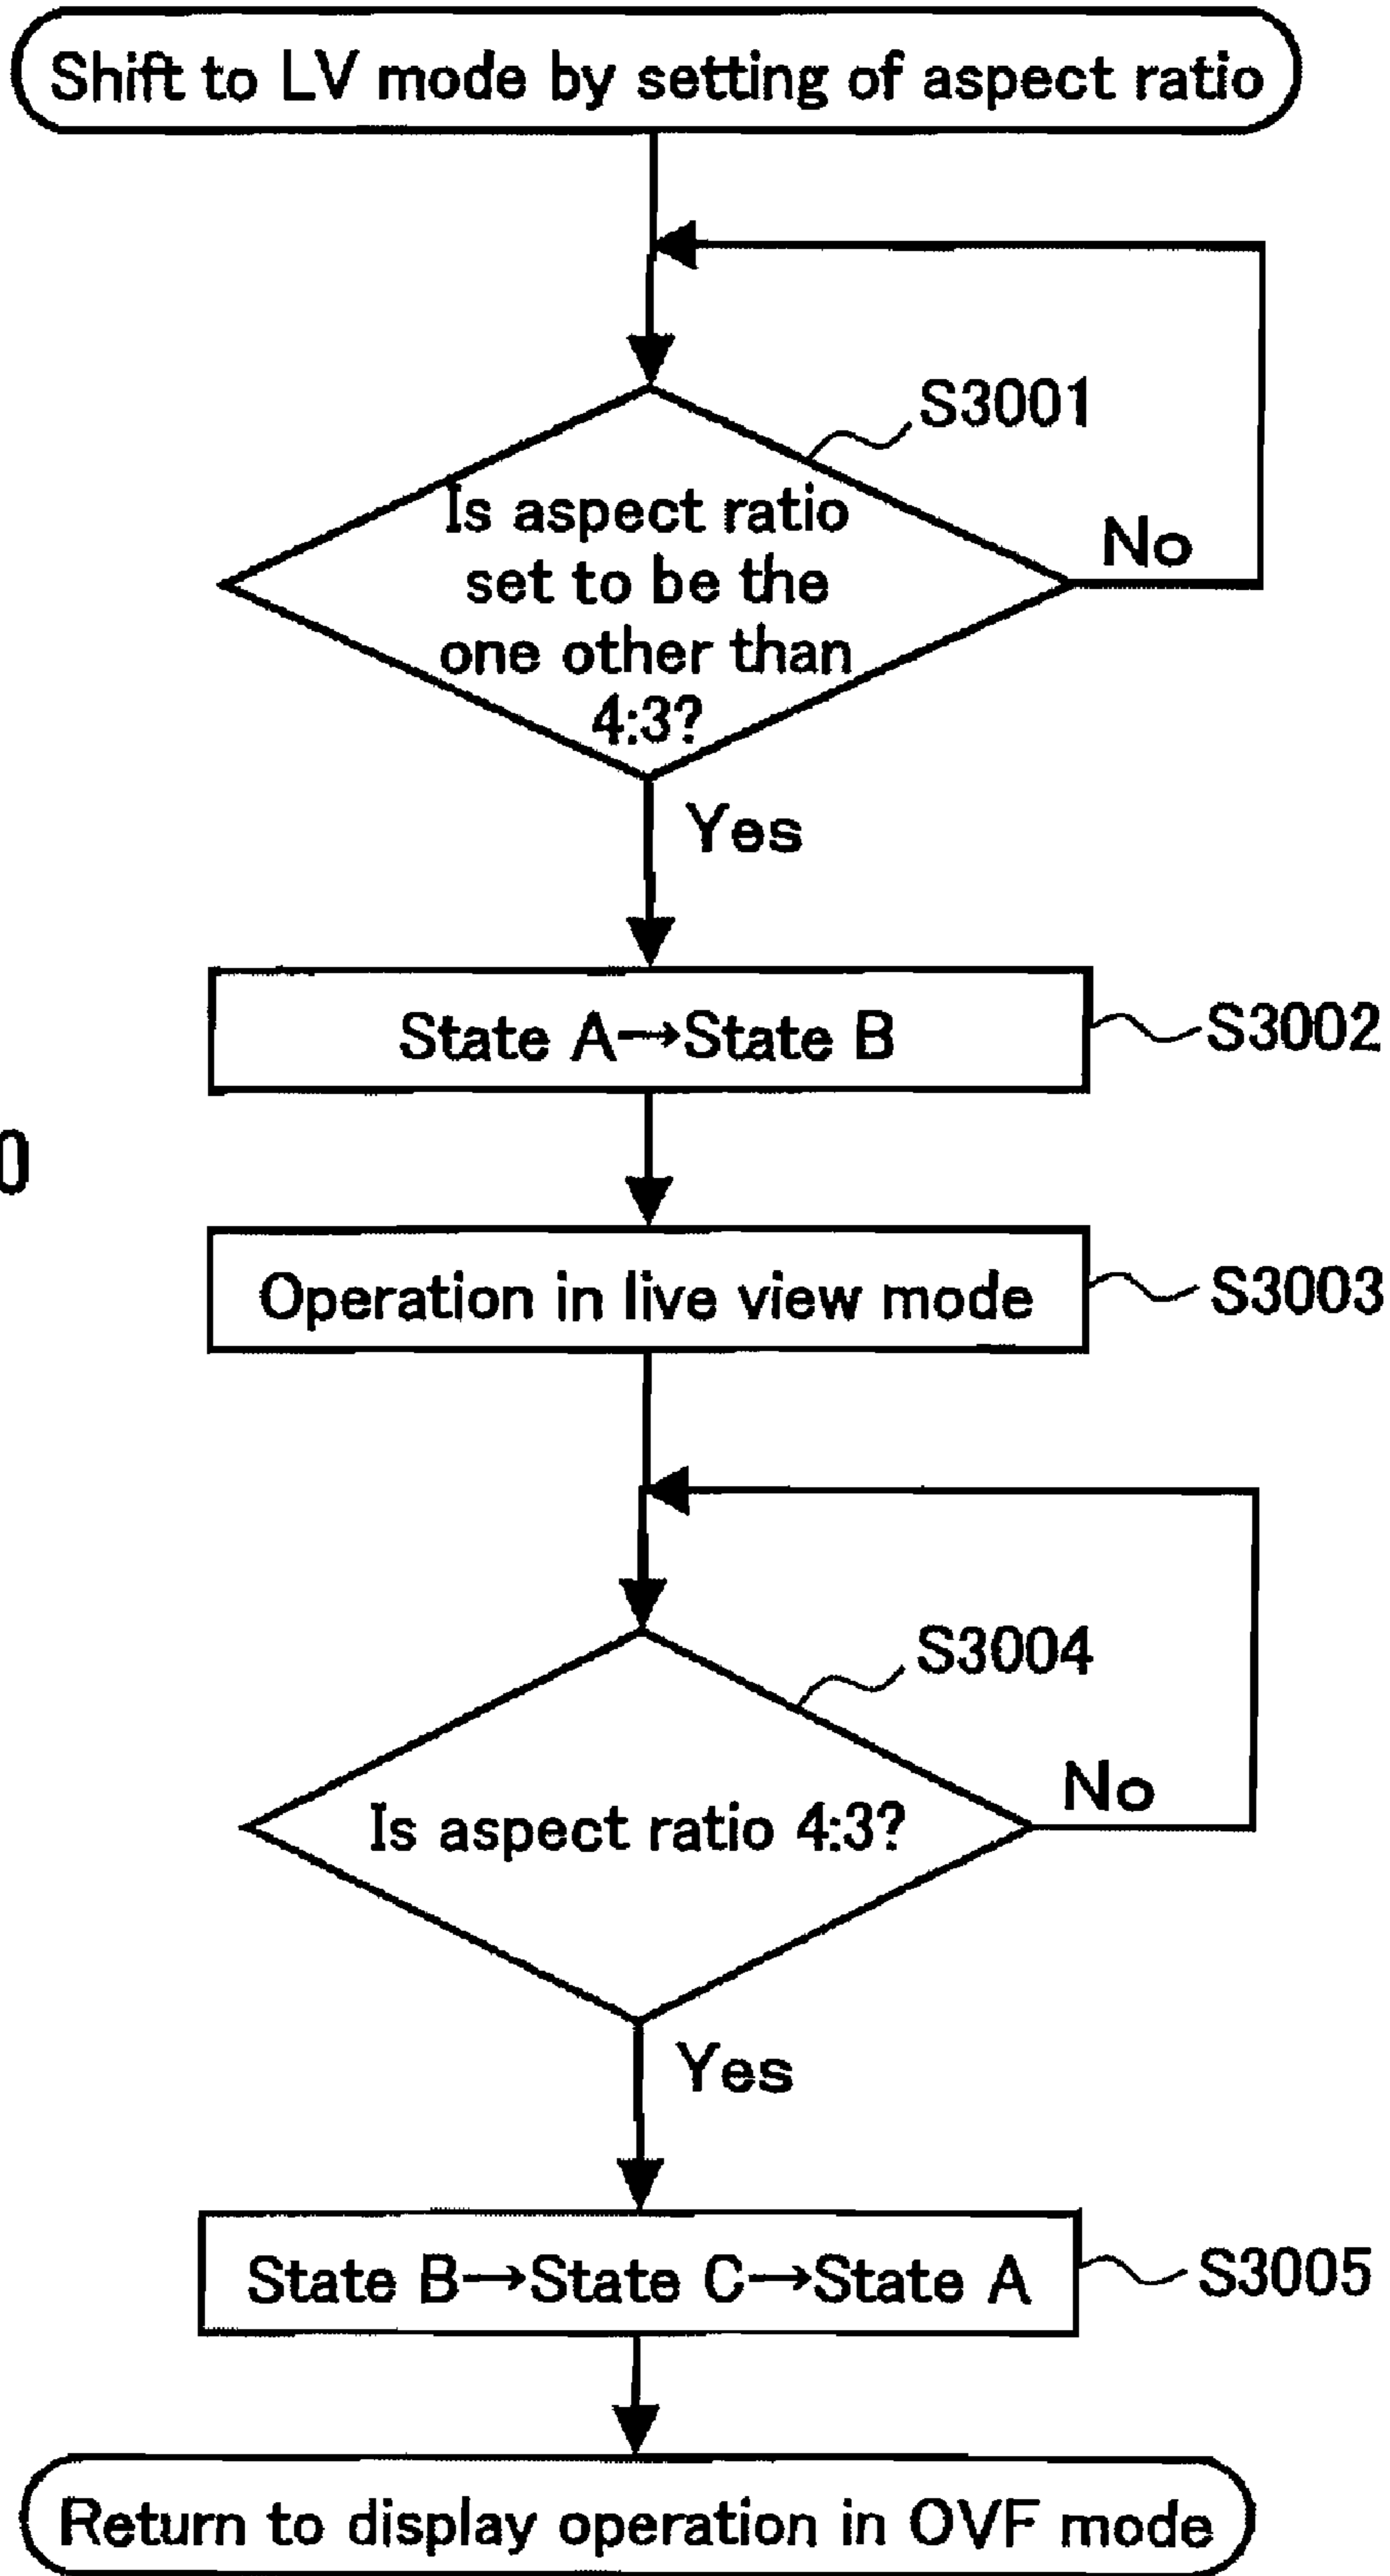 Shift to LV mode by setting of aspect ratio
S3001
Is aspect ratio
set to be the
one other than
4:3?
No
Yes
State A→State B
S3002
0
Operation in live view mode
S3003
S3004
Is aspect ratio 4:3?
No
Yes
State B→State C→State A
S3005
Return to display operation in OVF mode